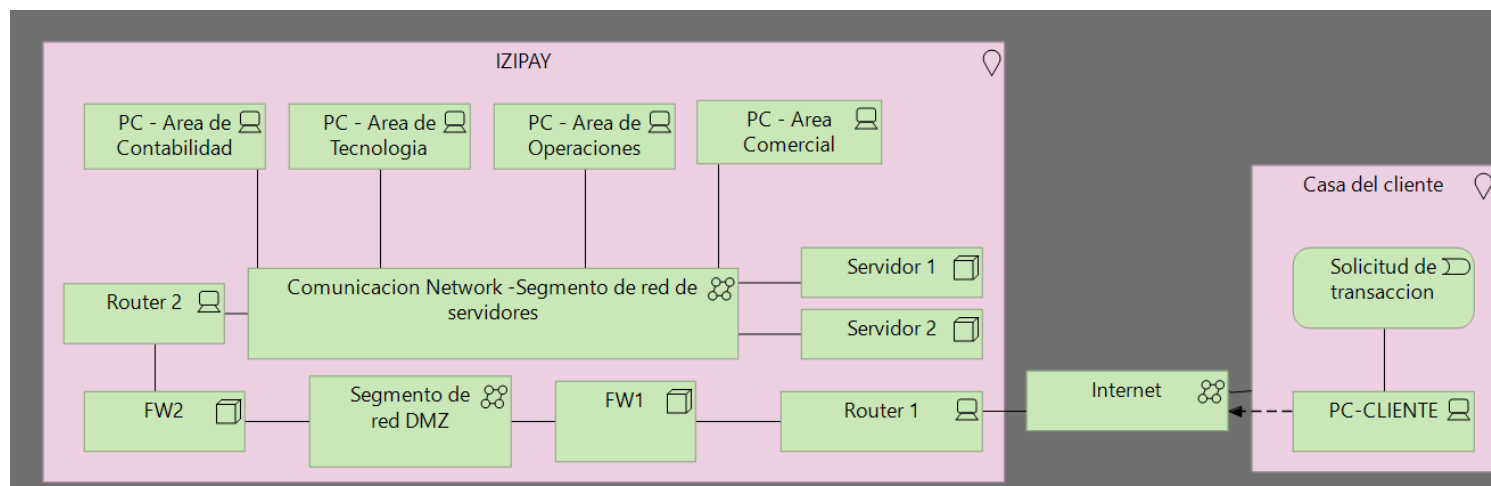 IZIPAY
PC - Area de
Contabilidad
PC - Area de
Tecnologia
PC - Area de
Operaciones
PC - Area
Comercial
Casa del cliente
Servidor 1
Solicitud de
transaccion
Comunicacion Network -Segmento de red de
servidores
Router 2
Servidor 2
Internet
Segmento de
red DMZ
FW1
FW2
Router 1
PC-CLIENTE